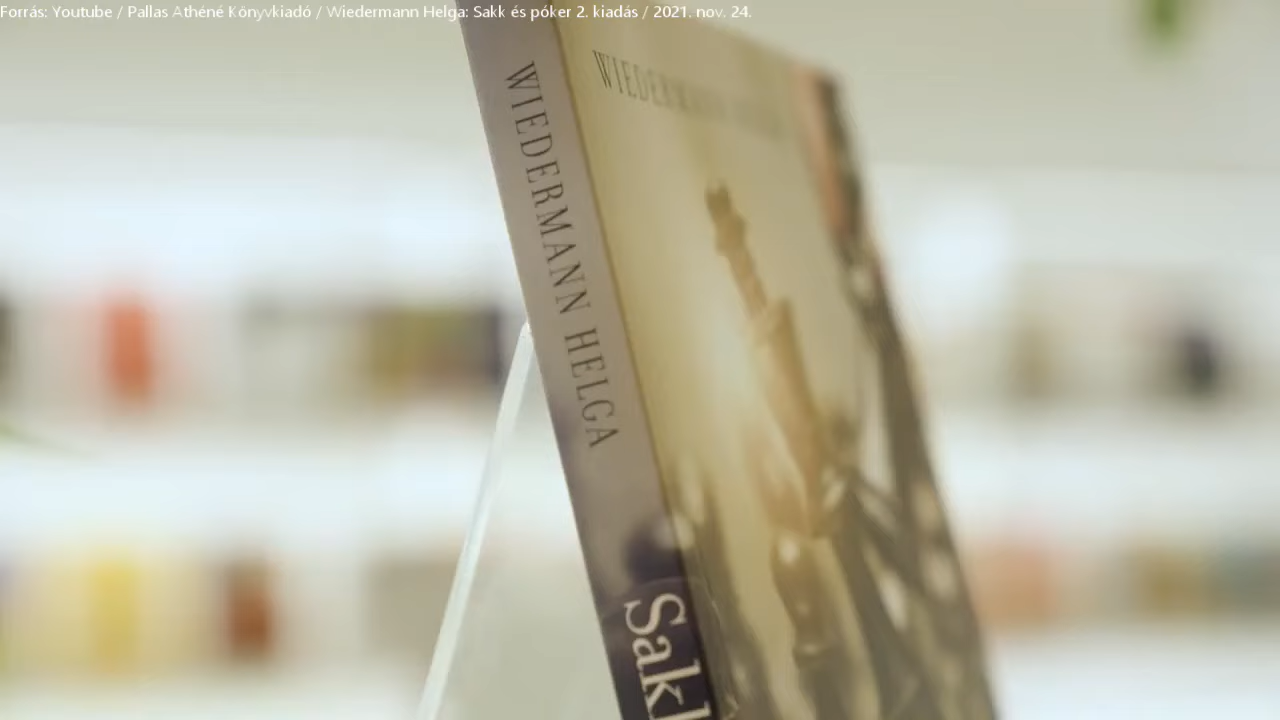 Forrás: Youtube / Pallas Athéné Könyvkiadó / Wiedermann Helga: Sakk és póker 2. kiadás / 2021. nov. 24.
WIEDERMANN HELGA
WIEDERMANN
Sakk